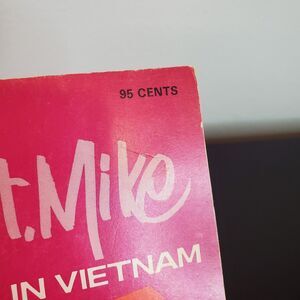 95 CENTS
t. Mike
IN VIETNAM